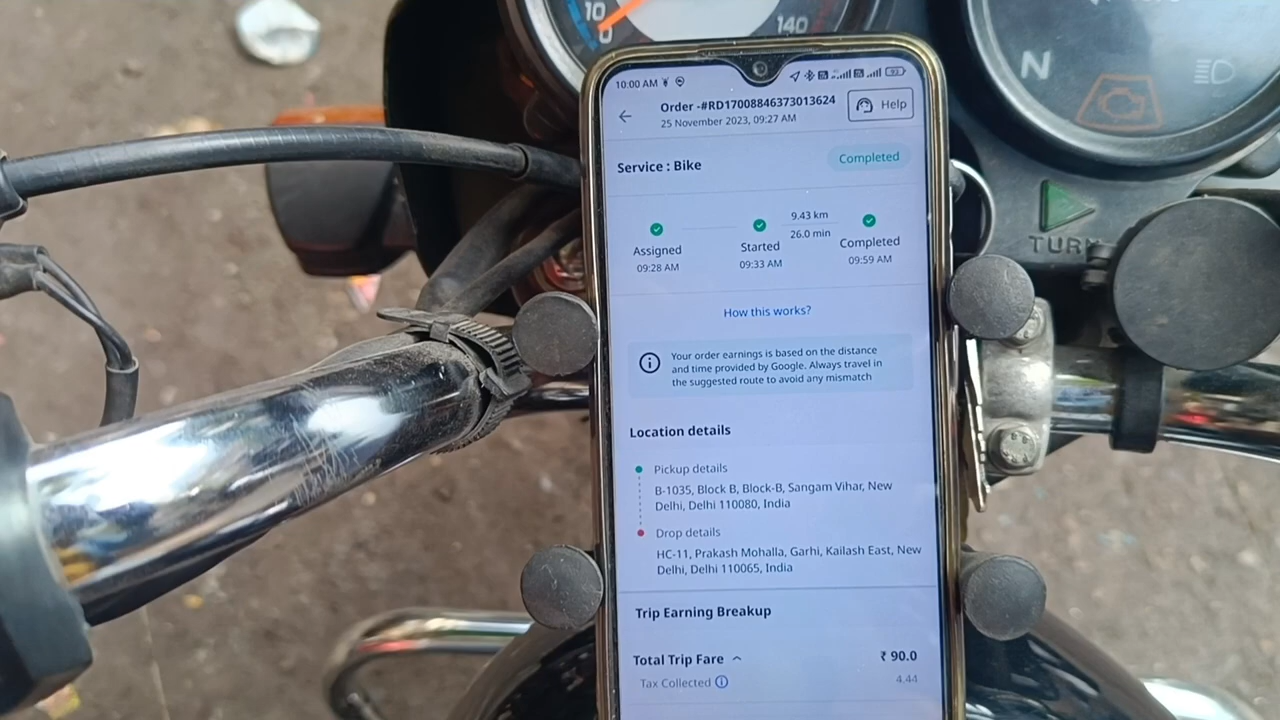 10
0
140
N
TURN
10:00 AM
93
Order -#RD17008846373013624
25 November 2023, 09:27 AM
Help
Service : Bike
Completed
9.43 km
26.0 min
Assigned
Started
Completed
09:28 AM
09:33 AM
09:59 AM
How this works?
Your order earnings is based on the distance
and time provided by Google. Always travel in
the suggested route to avoid any mismatch
Location details
Pickup details
B-1035, Block B, Block-B, Sangam Vihar, New
Delhi, Delhi 110080, India
Drop details
HC-11, Prakash Mohalla, Garhi, Kailash East, New
Delhi, Delhi 110065, India
Trip Earning Breakup
Total Trip Fare
₹ 90.0
Tax Collected
4.44